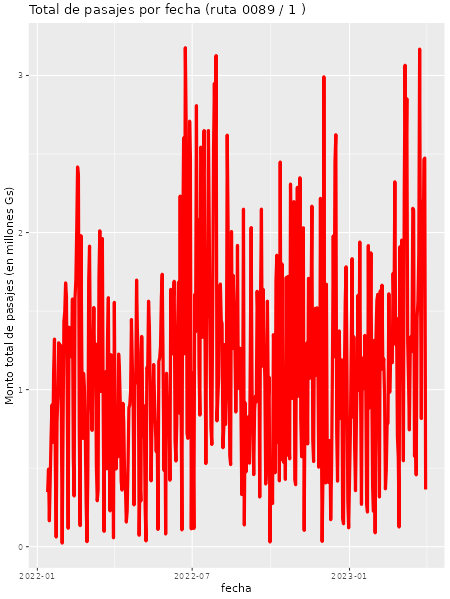 Total de pasajes por fecha (ruta 0089 / 1 )
Monto total de pasajes (en millones Gs)
3
2
1
0
2022-01 2022-07 2023-01
fecha